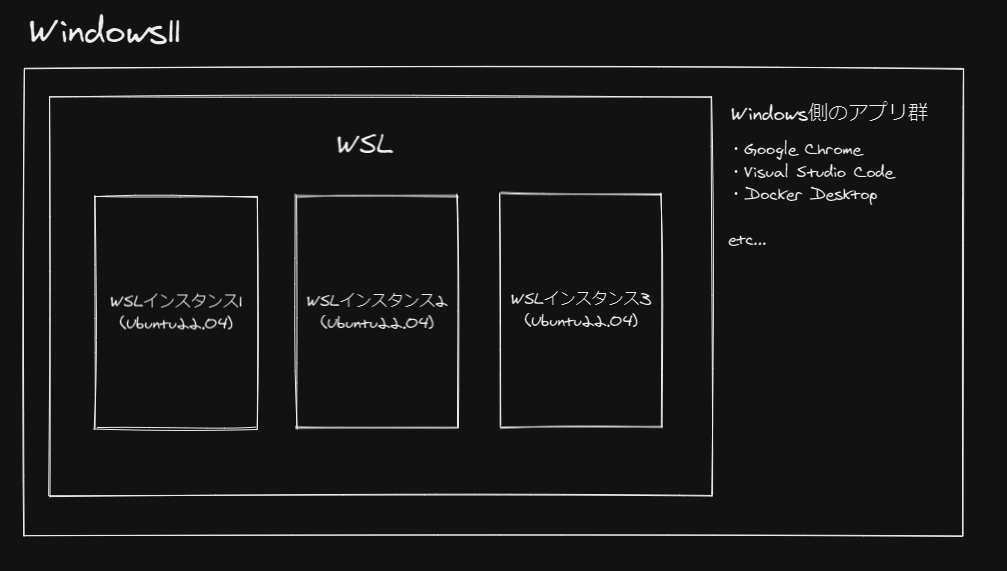 Windows11
WSL
Windows側のアプリ群
・Google Chrome
・Visual Studio Code
・Docker Desktop
etc...
WSLインスタンス1
(Ubuntu22.04)
WSLインスタンス2
(Ubuntu22.04)
WSLインスタンス3
(Ubuntu22.04)